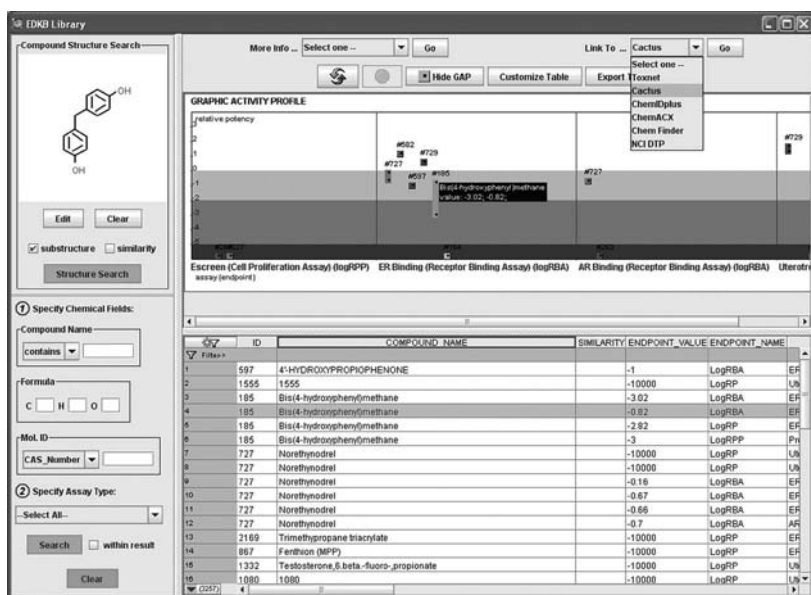 EDKB Library
Compound Structure Search
OH
OH
Edit Clear
substructure similarity
Structure Search
1 Specify Chemical Fields:
Compound Name
contains
Formula
C H O
Mol. ID
CAS_Number
2 Specify Assay Type:
--Select All--
Search within result
Clear
More Info ... Select one -- Go
Link To ... Cactus Go
Select one --
Toxnet
Cactus
ChemIDplus
ChemACX
Chem Finder
NCI DTP
Hide GAP Customize Table Export T
GRAPHIC ACTIVITY PROFILE
relative potency
#582 #729 #729
#727 #727
#597 #185
Bis(4-hydroxyphenyl)methane
value: -3.02; -0.82;
Escreen (Cell Proliferation Assay) (logRPP) ER Binding (Receptor Binding Assay) (logRBA) AR Binding (Receptor Binding Assay) (logRBA) Uterotr
assay (endpoint)
ID COMPOUND_NAME SIMILARITY ENDPOINT_VALUE ENDPOINT_NAME
Filter>>
1 597 4'-HYDROXYPROPIOPHENONE -1 LogRBA
2 1555 1555 -10000 LogRP
3 185 Bis(4-hydroxyphenyl)methane -3.02 LogRBA
4 185 Bis(4-hydroxyphenyl)methane -0.82 LogRBA
5 185 Bis(4-hydroxyphenyl)methane -2.82 LogRP
6 185 Bis(4-hydroxyphenyl)methane -3 LogRPP
7 727 Norethynodrel -10000 LogRP
8 727 Norethynodrel -10000 LogRP
9 727 Norethynodrel -0.16 LogRBA
10 727 Norethynodrel -0.67 LogRBA
11 727 Norethynodrel -0.66 LogRBA
12 727 Norethynodrel -0.7 LogRBA AR
13 2169 Trimethypropane triacrylate -10000 LogRP
14 867 Fenthion (MPP) -10000 LogRP
15 1332 Testosterone,6.beta.-fluoro-,propionate -10000 LogRP
16 1080 1080 -10000 LogRP
(3257)